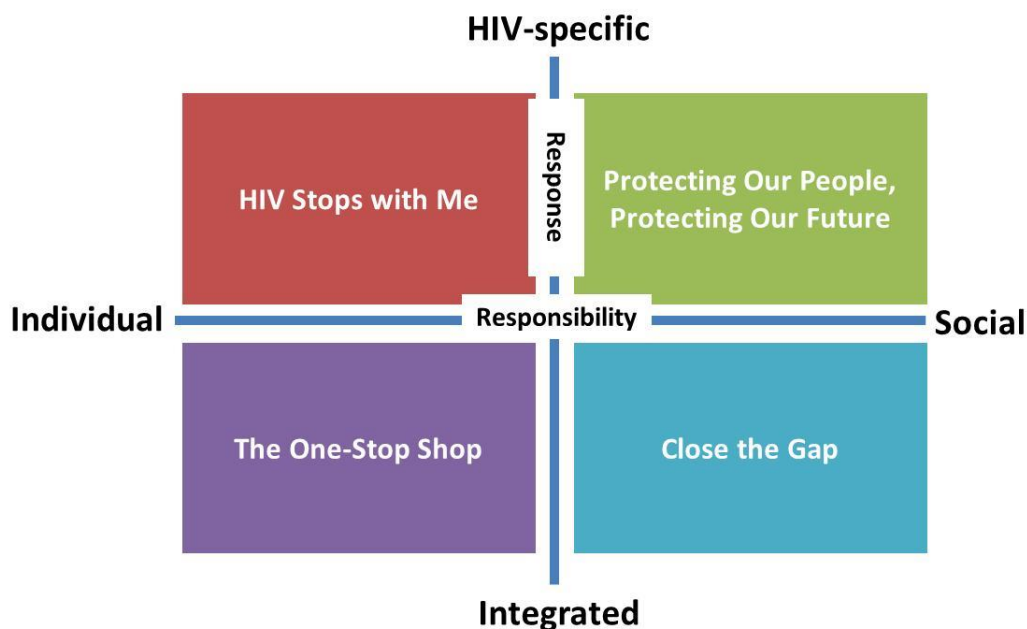 HIV-specific
Response
HIV Stops with Me
Protecting Our People,
Protecting Our Future
Individual
Responsibility
Social
The One-Stop Shop
Close the Gap
Integrated